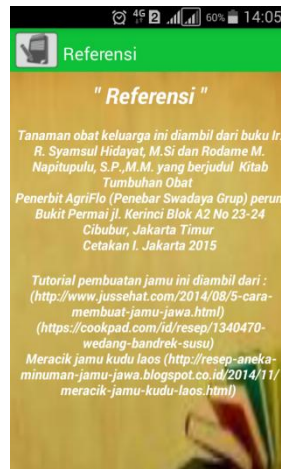 4G 2 60% 14:05
Referensi
" Referensi "
Tanaman obat keluarga ini diambil dari buku Ir.
R. Syamsul Hidayat, M.Si dan Rodame M.
Napitupulu, S.P.,M.M. yang berjudul Kitab
Tumbuhan Obat
Penerbit AgriFlo (Penebar Swadaya Grup) perum
Bukit Permai jl. Kerinci Blok A2 No 23-24
Cibubur, Jakarta Timur
Cetakan I. Jakarta 2015
Tutorial pembuatan jamu ini diambil dari :
(http://www.jussehat.com/2014/08/5-cara-
membuat-jamu-jawa.html)
(https://cookpad.com/id/resep/1340470-
wedang-bandrek-susu)
Meracik jamu kudu laos (http://resep-aneka-
minuman-jamu-jawa.blogspot.co.id/2014/11/
meracik-jamu-kudu-laos.html)